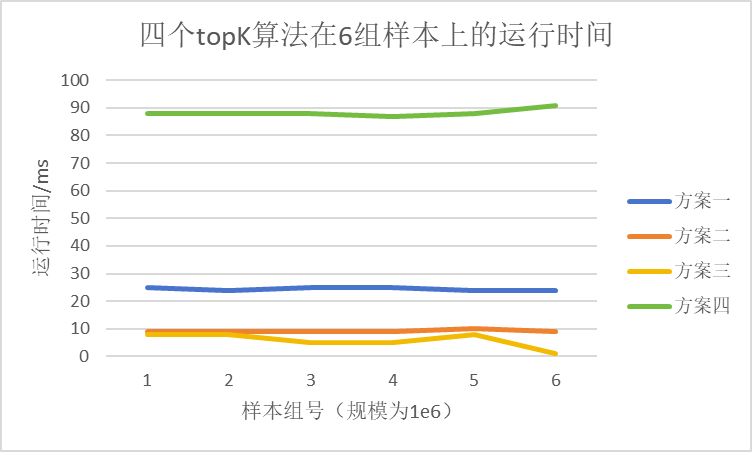 四个topK算法在6组样本上的运行时间
100
90
80
70
60
50
40
30
20
10
0
运行时间/ms
1 2 3 4 5 6
样本组号（规模为1e6）
方案一
方案二
方案三
方案四